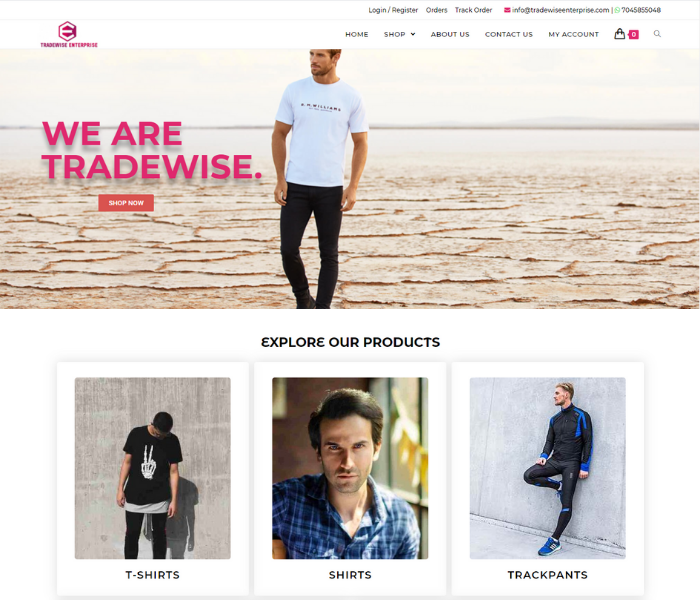 Login / Register Orders Track Order info@tradewiseenterprise.com | 7045855048
TRADEWISE ENTERPRISE
HOME SHOP ABOUT US CONTACT US MY ACCOUNT 0
WE ARE
TRADEWISE.
SHOP NOW
EXPLORE OUR PRODUCTS
T-SHIRTS SHIRTS TRACKPANTS